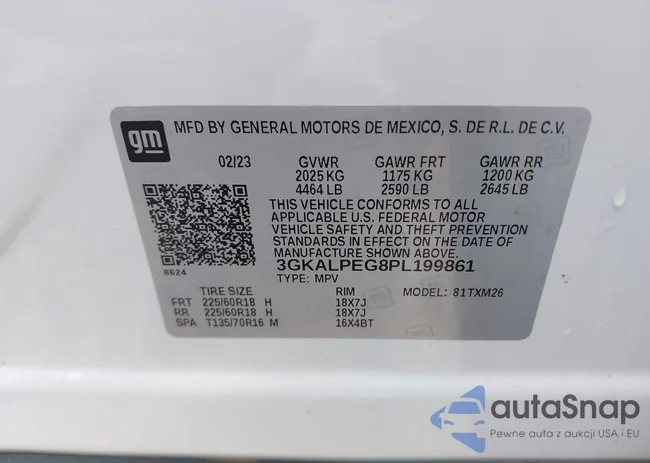 gm MFD BY GENERAL MOTORS DE MEXICO, S. DE R.L. DE C.V.
02/23 GVWR GAWR FRT GAWR RR
2025 KG 1175 KG 1200 KG
4464 LB 2590 LB 2645 LB
THIS VEHICLE CONFORMS TO ALL
APPLICABLE U.S. FEDERAL MOTOR
VEHICLE SAFETY AND THEFT PREVENTION
STANDARDS IN EFFECT ON THE DATE OF
MANUFACTURE SHOWN ABOVE.
8624 3GKALPEG8PL199861
TYPE: MPV
TIRE SIZE RIM MODEL: 81TXM26
FRT 225/60R18 H 18X7J
RR 225/60R18 H 18X7J
SPA T135/70R16 M 16X4BT
autaSnap
Pewne auta z aukcji USA i EU